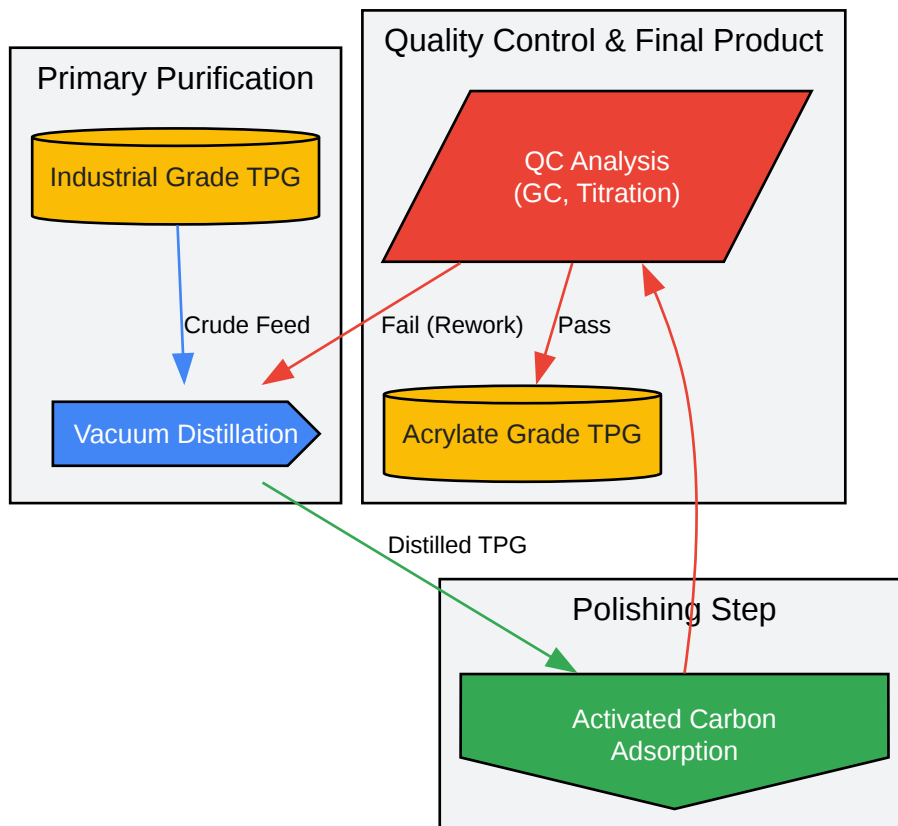 Primary Purification
Industrial Grade TPG
Crude Feed
Vacuum Distillation
Quality Control & Final Product
QC Analysis
(GC, Titration)
Fail (Rework)
Pass
Acrylate Grade TPG
Distilled TPG
Polishing Step
Activated Carbon
Adsorption